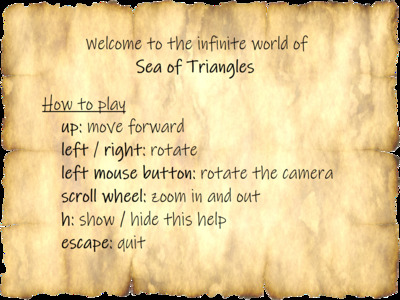 Welcome to the infinite world of
Sea of Triangles
How to play
up: move forward
left / right: rotate
left mouse button: rotate the camera
scroll wheel: zoom in and out
h: show / hide this help
escape: quit